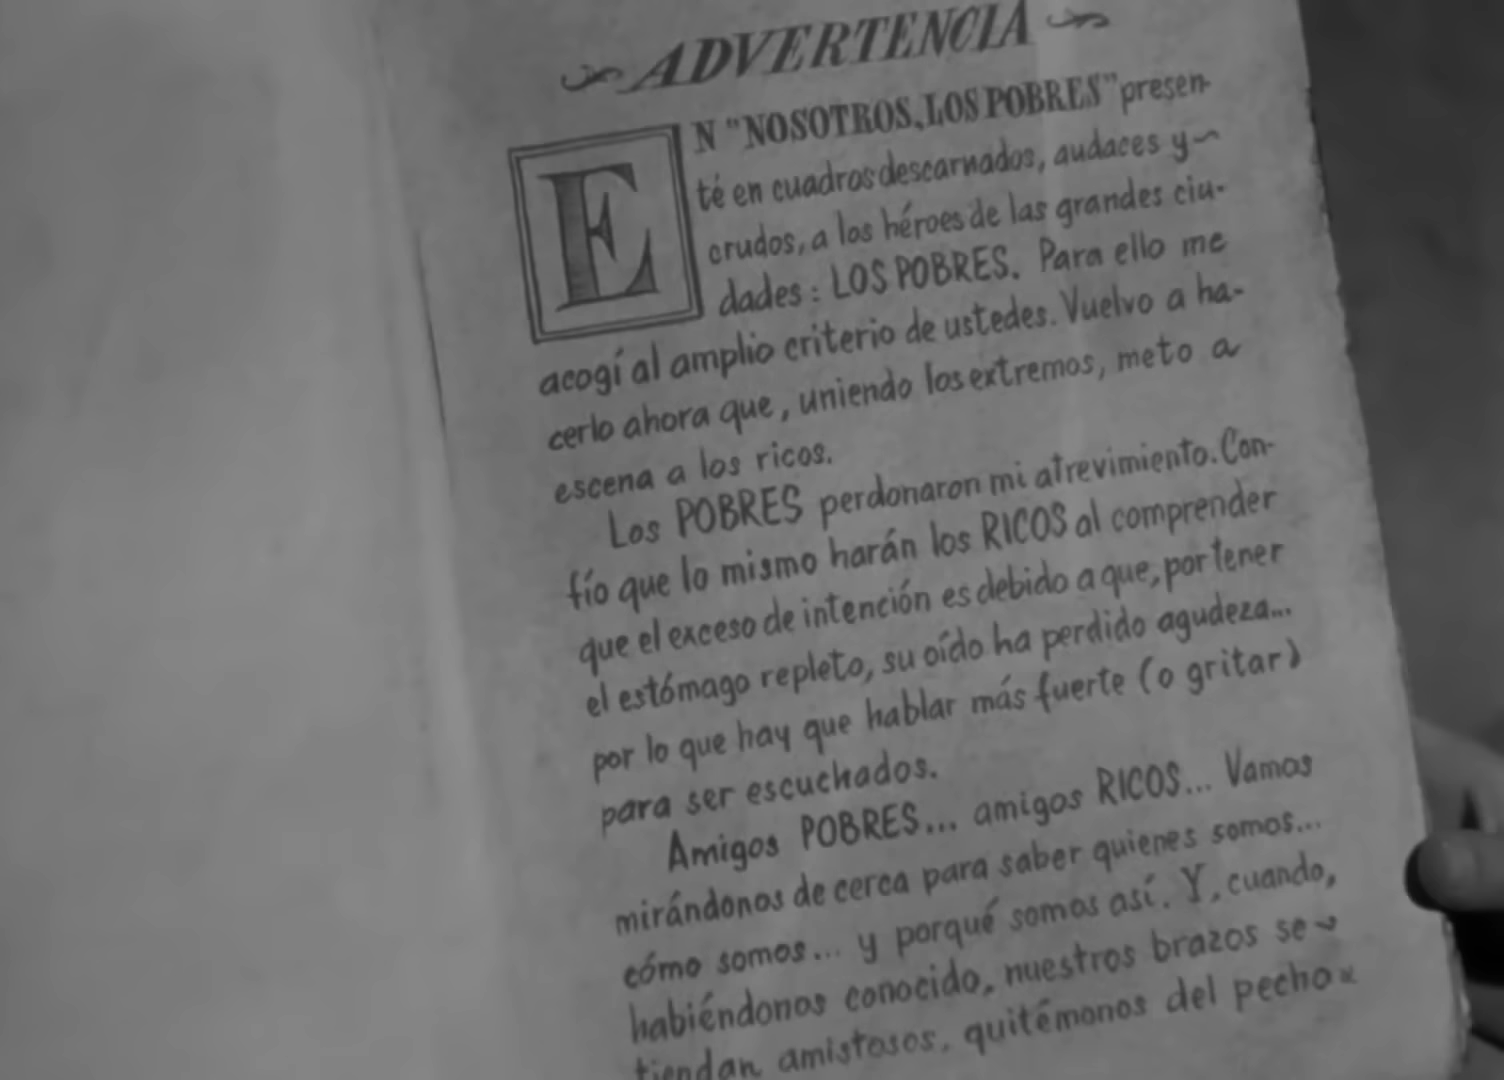 ADVERTENCIA
EN "NOSOTROS, LOS POBRES" presen-
té en cuadros descarnados, audaces y
crudos, a los héroes de las grandes ciu-
dades: LOS POBRES. Para ello me
acogí al amplio criterio de ustedes. Vuelvo a ha-
cerlo ahora que, uniendo los extremos, meto a
escena a los ricos.
Los POBRES perdonaron mi atrevimiento. Con-
fío que lo mismo harán los RICOS al comprender
que el exceso de intención es debido a que, por tener
el estómago repleto, su oído ha perdido agudeza...
por lo que hay que hablar más fuerte (o gritar)
para ser escuchados.
Amigos POBRES... amigos RICOS... Vamos
mirándonos de cerca para saber quienes somos...
cómo somos... y porqué somos así. Y, cuando,
habiéndonos conocido, nuestros brazos se
tiendan amistosos, quitémonos del pecho